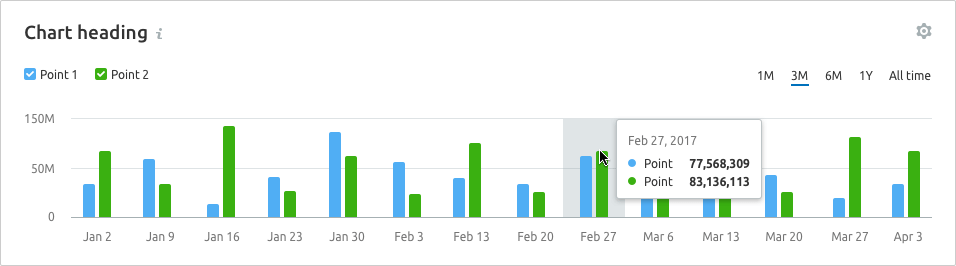 Chart heading i
Point 1 Point 2
1M 3M 6M 1Y All time
150M
50M
0
Feb 27, 2017
Point 77,568,309
Point 83,136,113
Jan 2 Jan 9 Jan 16 Jan 23 Jan 30 Feb 3 Feb 13 Feb 20 Feb 27 Mar 6 Mar 13 Mar 20 Mar 27 Apr 3